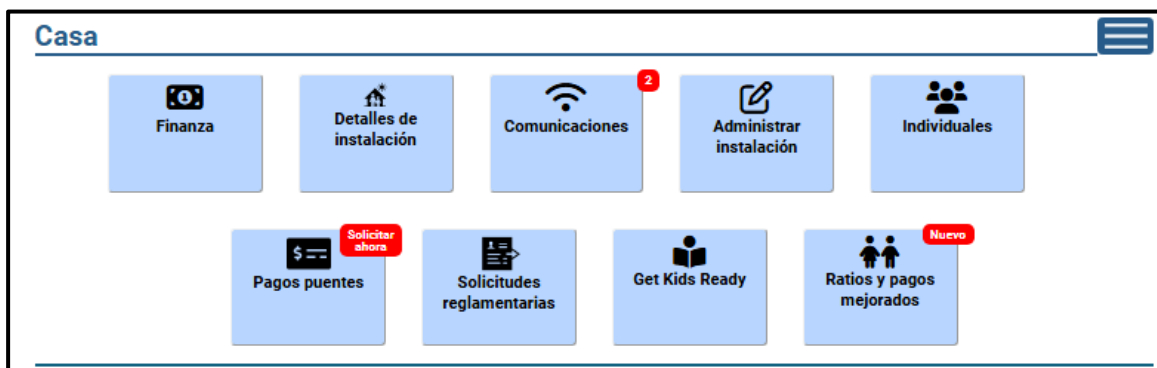 Casa
Finanza
Detalles de
instalación
2
Comunicaciones
Administrar
instalación
Individuales
Solicitar
ahora
Pagos puentes
Solicitudes
reglamentarias
Get Kids Ready
Nuevo
Ratios y pagos
mejorados